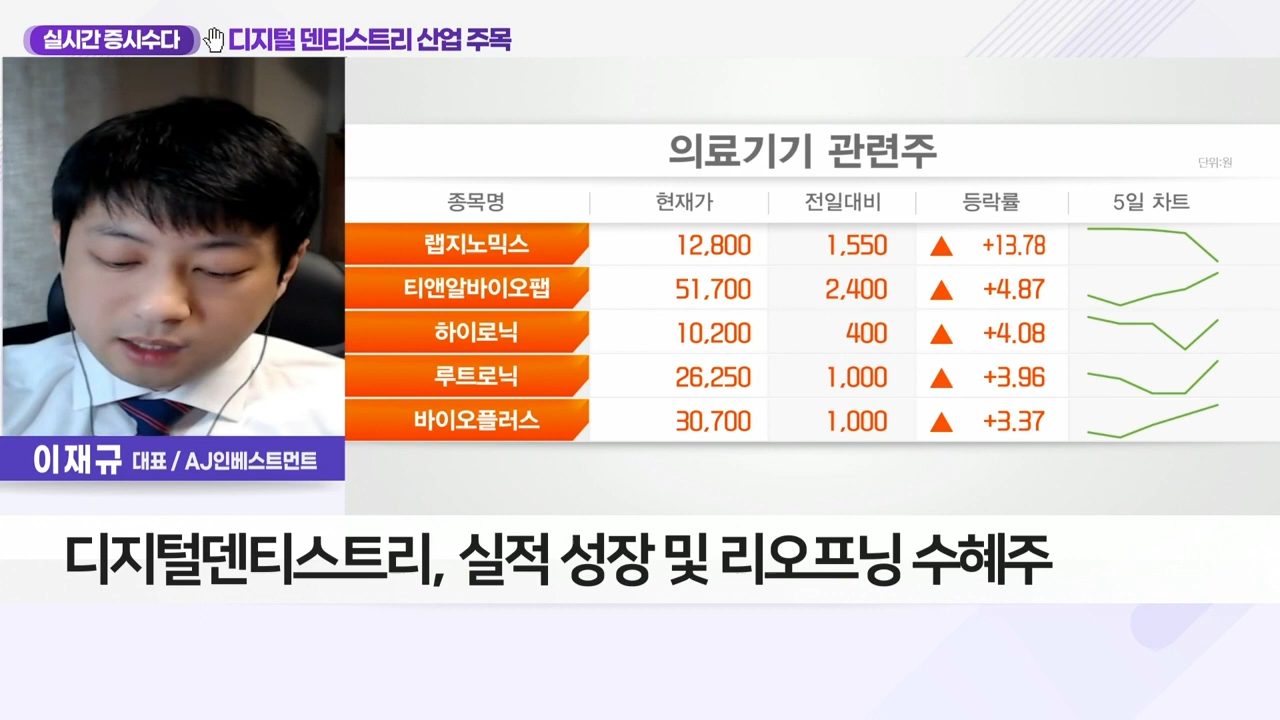 실시간 증시수다 디지털 덴티스트리 산업 주목
의료기기 관련주
단위:원
종목명 현재가 전일대비 등락률 5일 차트
랩지노믹스 12,800 1,550 ▲ +13.78
티앤알바이오팹 51,700 2,400 ▲ +4.87
하이로닉 10,200 400 ▲ +4.08
루트로닉 26,250 1,000 ▲ +3.96
바이오플러스 30,700 1,000 ▲ +3.37
이재규 대표 / AJ인베스트먼트
디지털덴티스트리, 실적 성장 및 리오프닝 수혜주